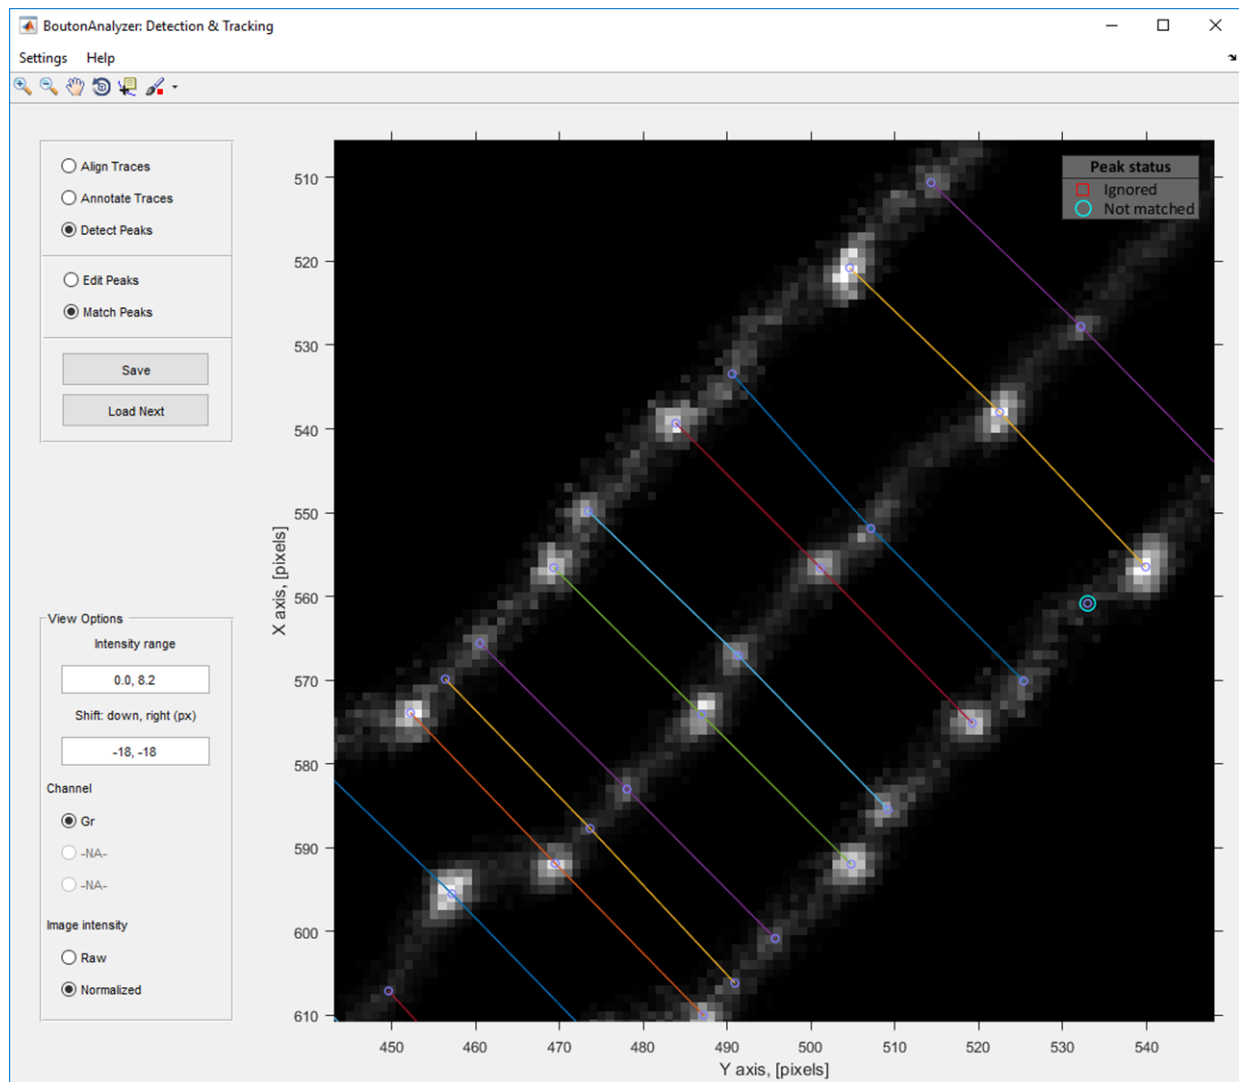 BoutonAnalyzer: Detection & Tracking
Settings Help
Align Traces
Annotate Traces
Detect Peaks
Edit Peaks
Match Peaks
Save
Load Next
View Options
Intensity range
0.0, 8.2
Shift: down, right (px)
-18, -18
Channel
Gr
-NA-
-NA-
Image intensity
Raw
Normalized
Peak status
Ignored
Not matched
X axis, [pixels]
510
520
530
540
550
560
570
580
590
600
610
450 460 470 480 490 500 510 520 530 540
Y axis, [pixels]